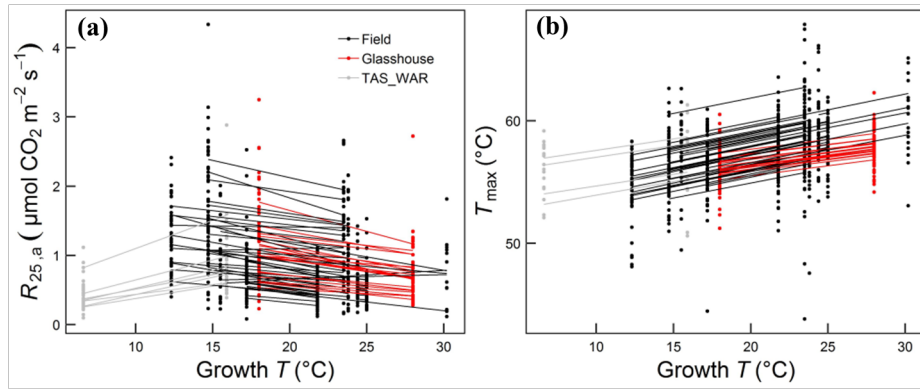 (a)
Field
Glasshouse
TAS_WAR
R25,a ( µmol CO2 m−2 s−1)
4
3
2
1
0
10 15 20 25 30
Growth T (°C)
(b)
Tmax (°C)
60
50
10 15 20 25 30
Growth T (°C)